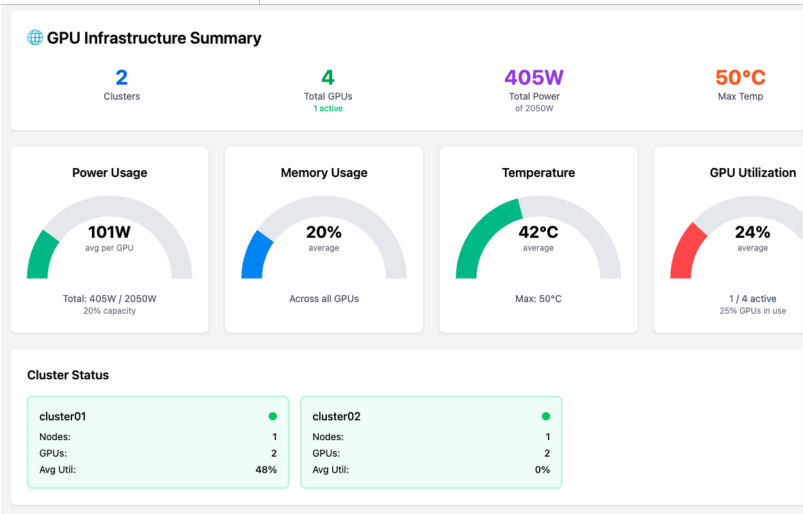 🌐 GPU Infrastructure Summary
2
Clusters
4
Total GPUs
1 active
405W
Total Power
of 2050W
50°C
Max Temp
Power Usage
101W
avg per GPU
Total: 405W / 2050W
20% capacity
Memory Usage
20%
average
Across all GPUs
Temperature
42°C
average
Max: 50°C
GPU Utilization
24%
average
1 / 4 active
25% GPUs in use
Cluster Status
cluster01
Nodes: 1
GPUs: 2
Avg Util: 48%
cluster02
Nodes: 1
GPUs: 2
Avg Util: 0%